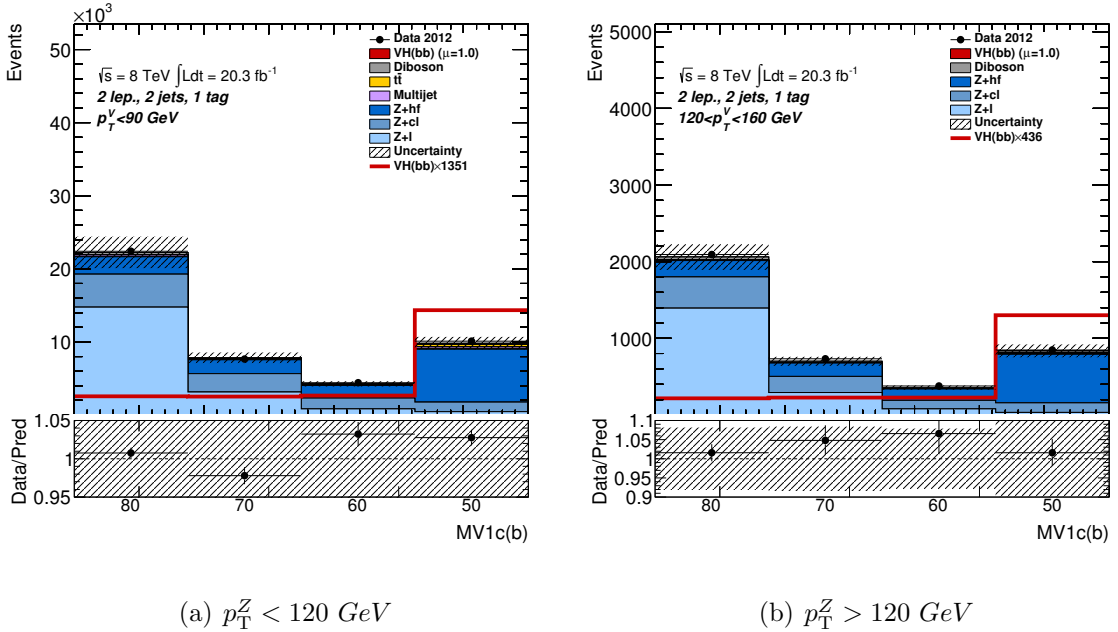 ×10³
Events
50
40
30
20
10
√s = 8 TeV ∫Ldt = 20.3 fb⁻¹
2 lep., 2 jets, 1 tag
p_T^V<90 GeV
Data 2012
VH(bb) (μ=1.0)
Diboson
tt̄
Multijet
Z+hf
Z+cl
Z+l
Uncertainty
VH(bb)×1351
Data/Pred
1.05
1
0.95
80 70 60 50
MV1c(b)
(a) p_T^Z < 120 GeV
Events
5000
4000
3000
2000
1000
√s = 8 TeV ∫Ldt = 20.3 fb⁻¹
2 lep., 2 jets, 1 tag
120<p_T^V<160 GeV
Data 2012
VH(bb) (μ=1.0)
Diboson
Z+hf
Z+cl
Z+l
Uncertainty
VH(bb)×436
Data/Pred
1.1
1.05
1
0.95
0.9
80 70 60 50
MV1c(b)
(b) p_T^Z > 120 GeV